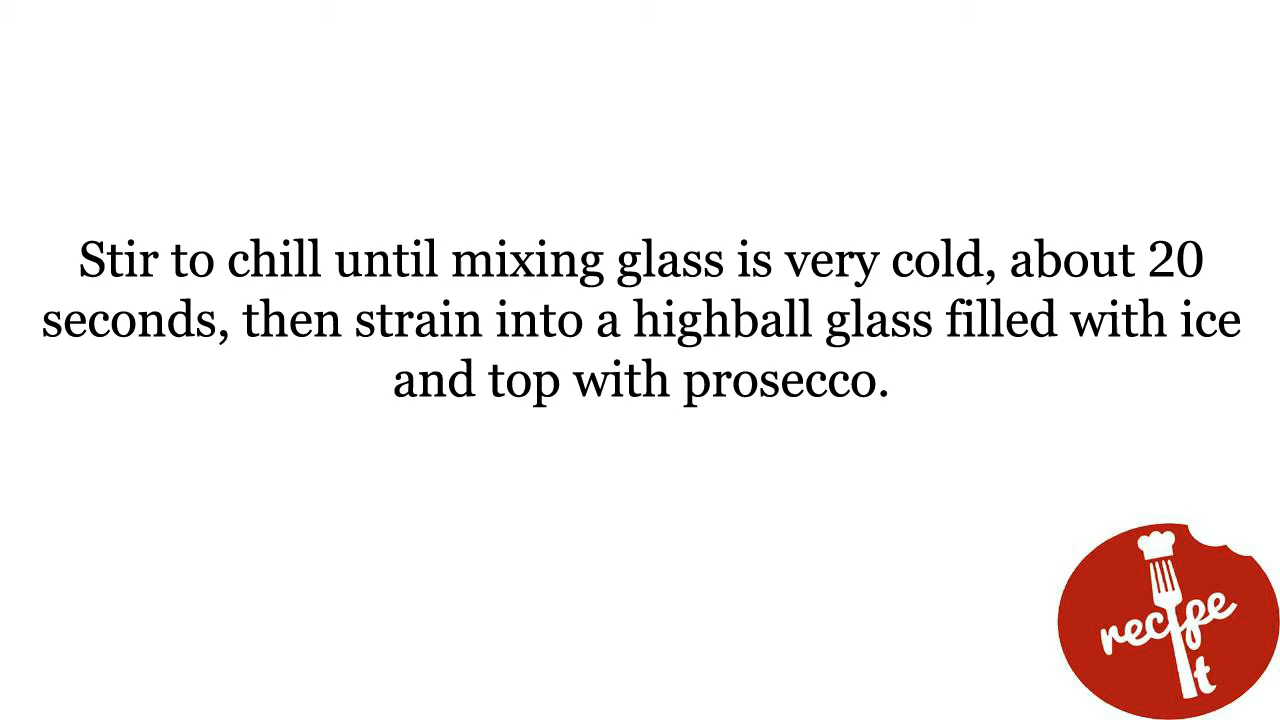 Stir to chill until mixing glass is very cold, about 20
seconds, then strain into a highball glass filled with ice
and top with prosecco.
recipe
It